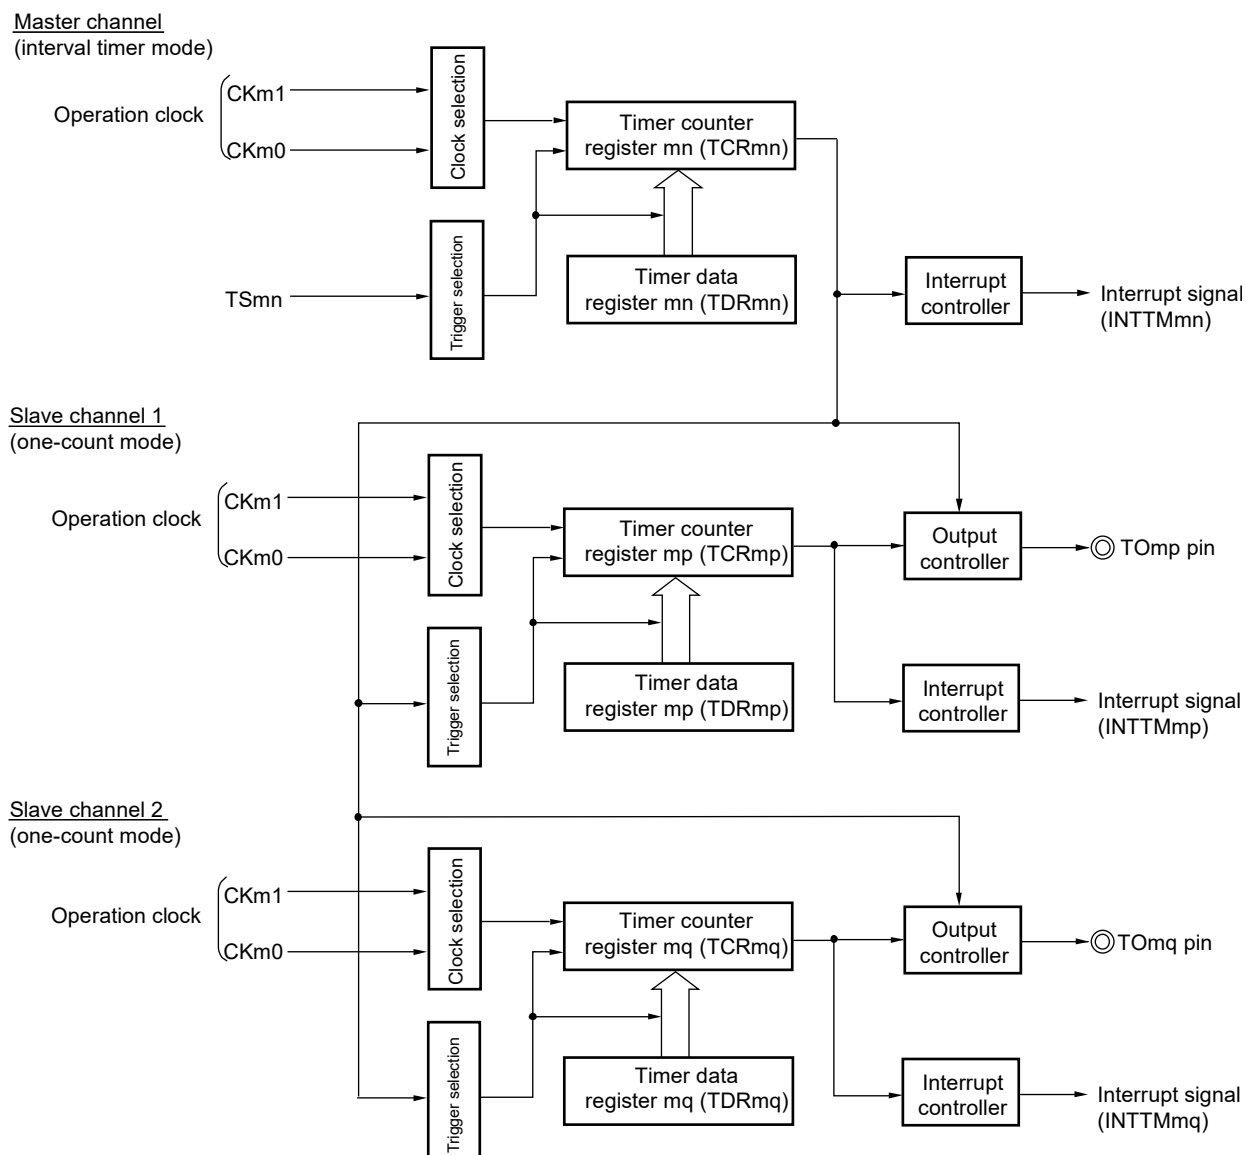 Master channel
(interval timer mode)
Operation clock
CKm1
CKm0
Clock selection
Timer counter
register mn (TCRmn)
TSmn
Trigger selection
Timer data
register mn (TDRmn)
Interrupt
controller
Interrupt signal
(INTTMmn)
Slave channel 1
(one-count mode)
Operation clock
CKm1
CKm0
Clock selection
Timer counter
register mp (TCRmp)
Output
controller
TOmp pin
Trigger selection
Timer data
register mp (TDRmp)
Interrupt
controller
Interrupt signal
(INTTMmp)
Slave channel 2
(one-count mode)
Operation clock
CKm1
CKm0
Clock selection
Timer counter
register mq (TCRmq)
Output
controller
TOmq pin
Trigger selection
Timer data
register mq (TDRmq)
Interrupt
controller
Interrupt signal
(INTTMmq)